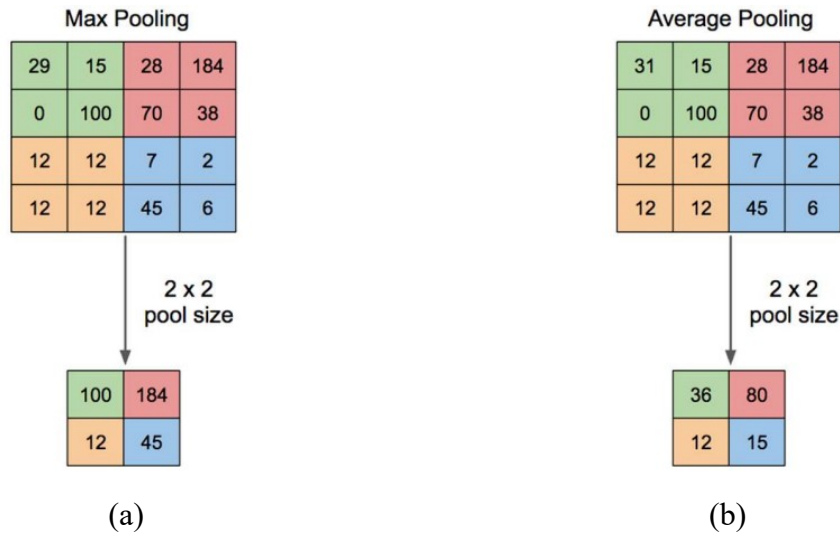 Max Pooling
29 15 28 184
0 100 70 38
12 12 7 2
12 12 45 6
2 x 2
pool size
100 184
12 45
(a)
Average Pooling
31 15 28 184
0 100 70 38
12 12 7 2
12 12 45 6
2 x 2
pool size
36 80
12 15
(b)